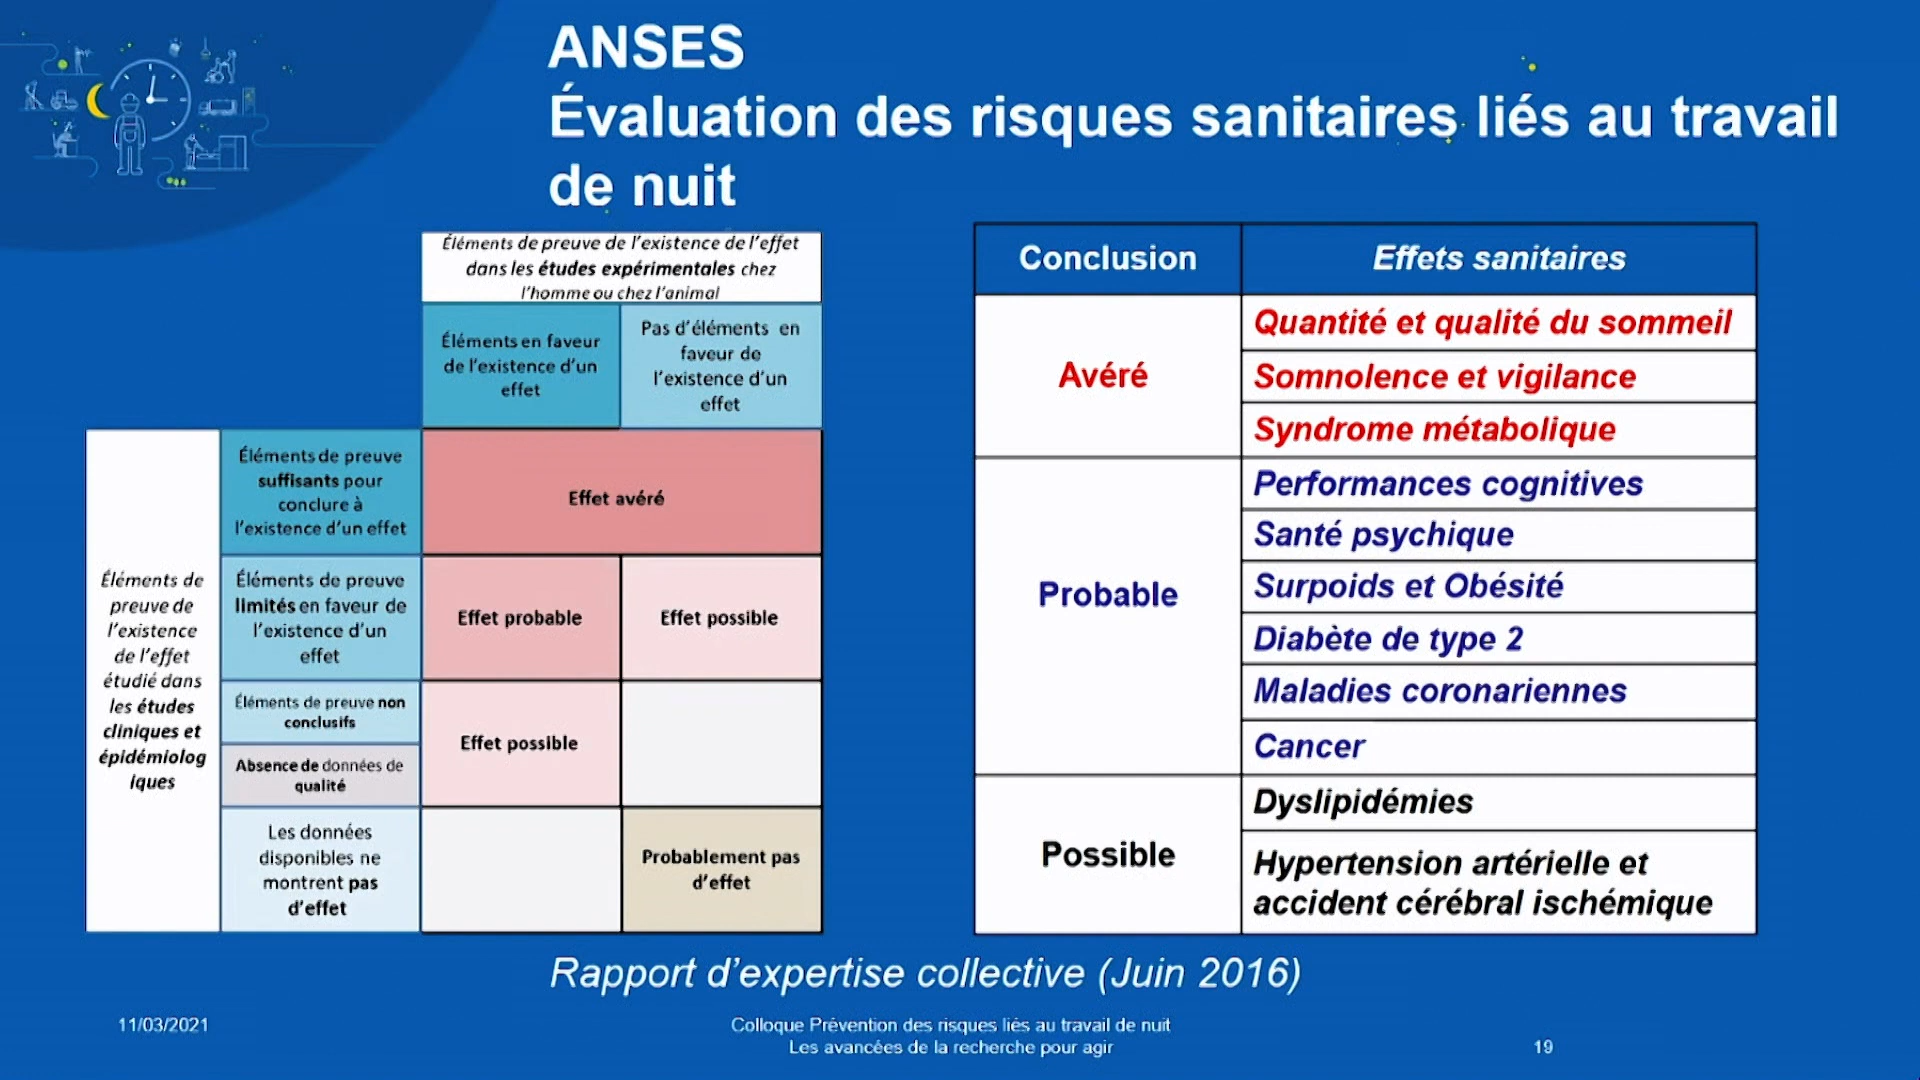 ANSES
Évaluation des risques sanitaires liés au travail
de nuit
Éléments de preuve de l'existence de l'effet
dans les études expérimentales chez
l'homme ou chez l'animal
Éléments en faveur
de l'existence d'un
effet
Pas d'éléments en
faveur de
l'existence d'un
effet
Éléments de
preuve de
l'existence
de l'effet
étudié dans
les études
cliniques et
épidémiolog
iques
Éléments de preuve
suffisants pour
conclure à
l'existence d'un effet
Effet avéré
Éléments de preuve
limités en faveur de
l'existence d'un
effet
Effet probable
Effet possible
Éléments de preuve non
conclusifs
Absence de données de
qualité
Effet possible
Les données
disponibles ne
montrent pas
d'effet
Probablement pas
d'effet
Conclusion
Effets sanitaires
Avéré
Quantité et qualité du sommeil
Somnolence et vigilance
Syndrome métabolique
Probable
Performances cognitives
Santé psychique
Surpoids et Obésité
Diabète de type 2
Maladies coronariennes
Cancer
Possible
Dyslipidémies
Hypertension artérielle et
accident cérébral ischémique
Rapport d'expertise collective (Juin 2016)
11/03/2021
Colloque Prévention des risques liés au travail de nuit
Les avancées de la recherche pour agir
19